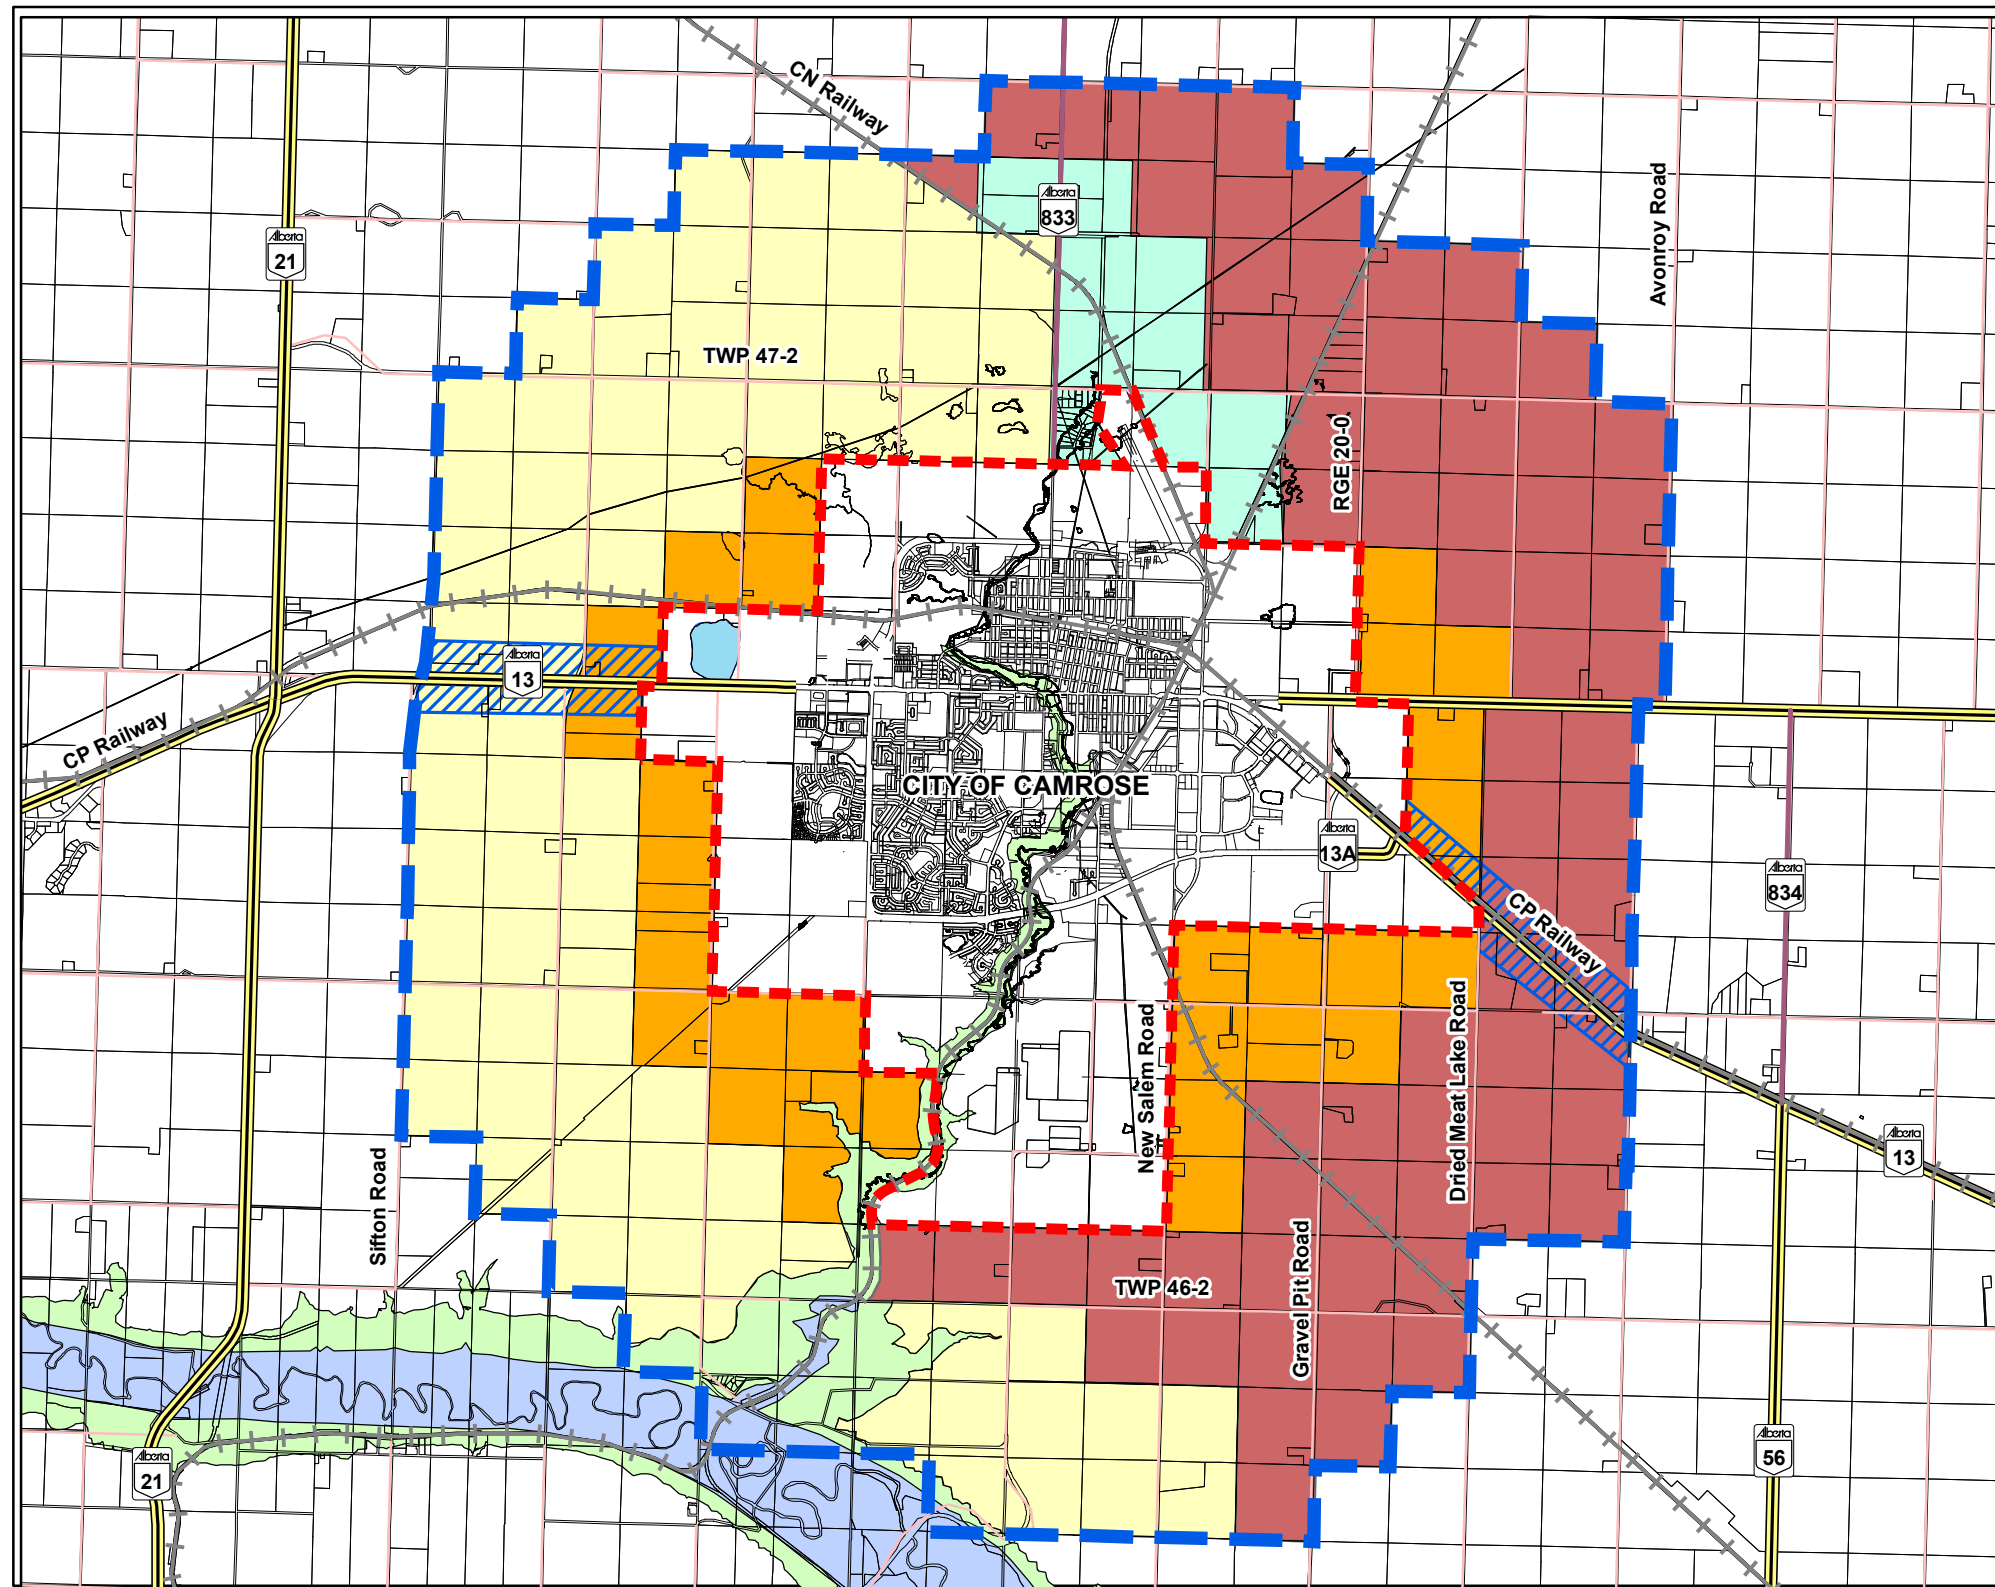 CN Railway
Alberta
833
Avonroy Road
Alberta
21
TWP 47-2
RGE 20-0
Alberta
13
CP Railway
CITY OF CAMROSE
Alberta
13A
Alberta
834
CP Railway
New Salem Road
Dried Meat Lake Road
Alberta
13
Sifton Road
Gravel Pit Road
TWP 46-2
Alberta
21
Alberta
56